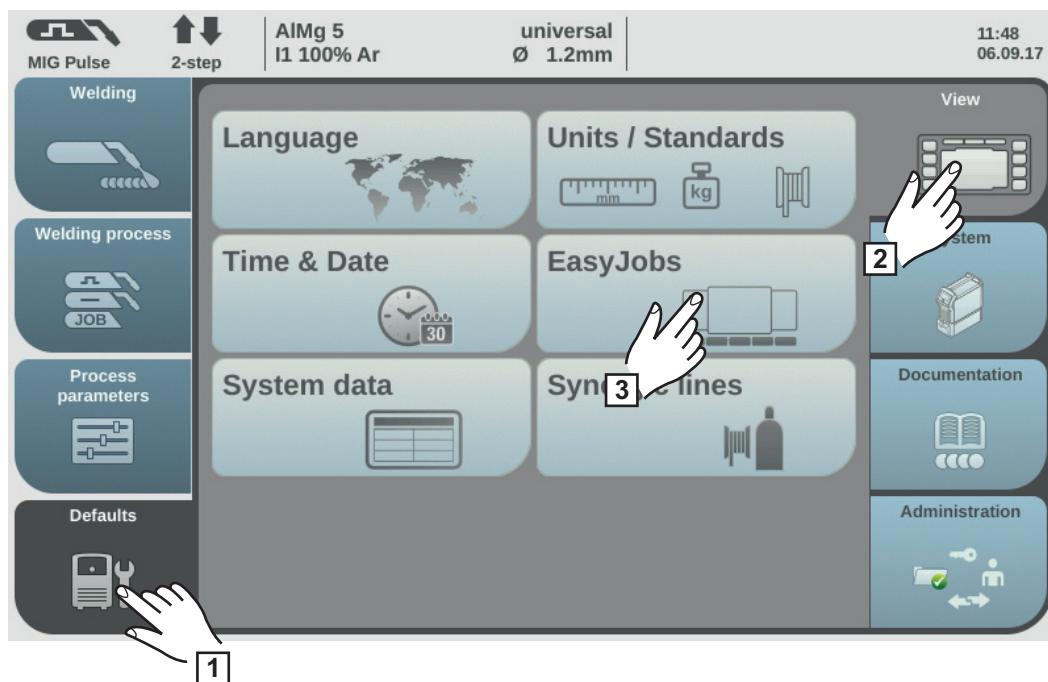 MIG Pulse
2-step
AlMg 5
I1 100% Ar
universal
Ø 1.2mm
11:48
06.09.17
Welding
Welding process
JOB
Process
parameters
Defaults
Language
Units / Standards
mm
kg
Time & Date
30
EasyJobs
System data
lines
View
Documentation
Administration
1
2
3